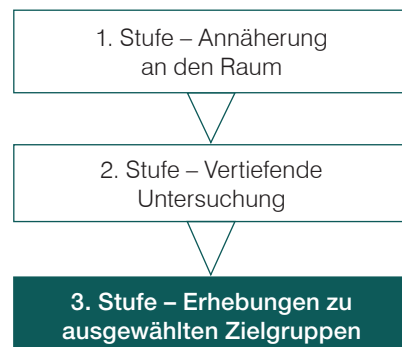 1. Stufe – Annäherung
an den Raum
2. Stufe – Vertiefende
Untersuchung
3. Stufe – Erhebungen zu
ausgewählten Zielgruppen